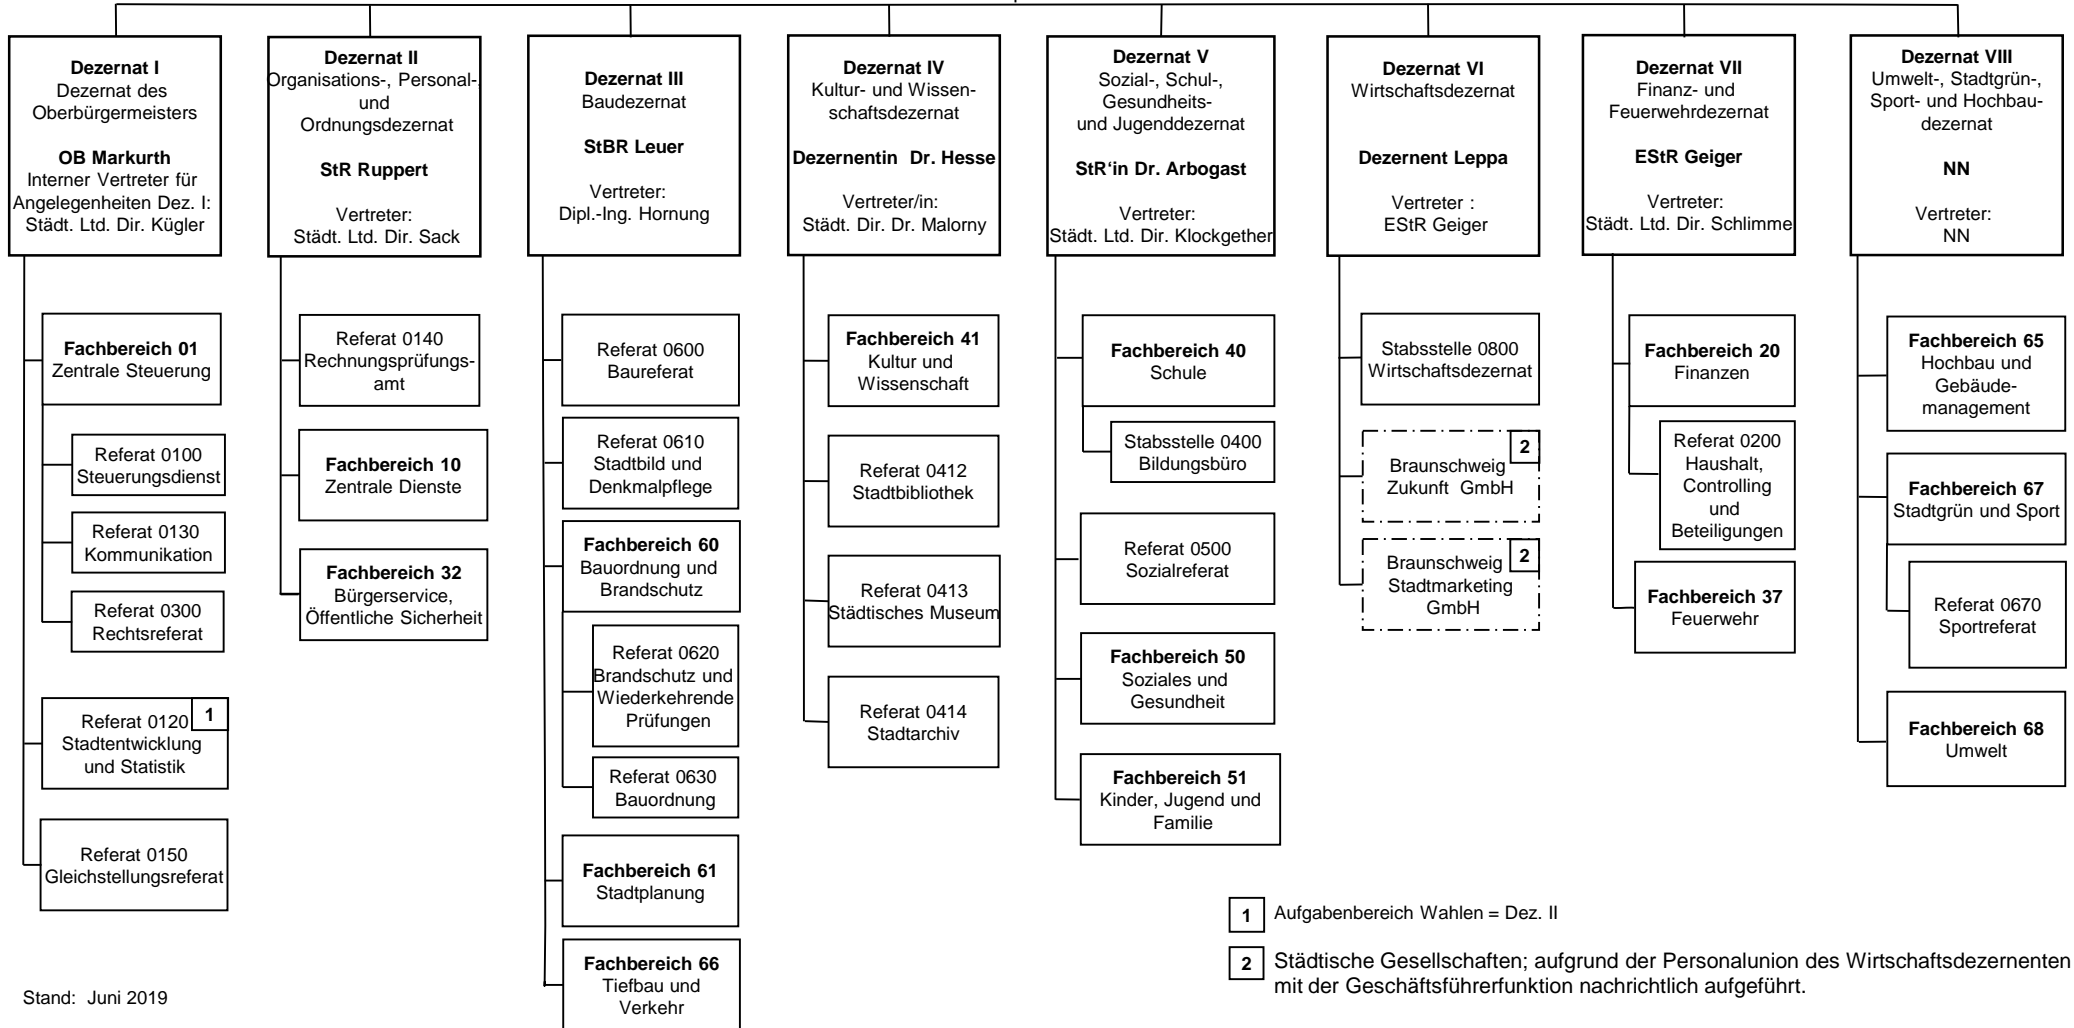 Dezernat I
Dezernat des
Oberbürgermeisters
OB Markurth
Interner Vertreter für
Angelegenheiten Dez. I:
Städt. Ltd. Dir. Kügler
Fachbereich 01
Zentrale Steuerung
Referat 0100
Steuerungsdienst
Referat 0130
Kommunikation
Referat 0300
Rechtsreferat
Referat 0120
1
Stadtentwicklung
und Statistik
Referat 0150
Gleichstellungsreferat
Dezernat II
Organisations-, Personal-,
und
Ordnungsdezernat
StR Ruppert
Vertreter:
Städt. Ltd. Dir. Sack
Referat 0140
Rechnungsprüfungs-
amt
Fachbereich 10
Zentrale Dienste
Fachbereich 32
Bürgerservice,
Öffentliche Sicherheit
Dezernat III
Baudezernat
StBR Leuer
Vertreter:
Dipl.-Ing. Hornung
Referat 0600
Baureferat
Referat 0610
Stadtbild und
Denkmalpflege
Fachbereich 60
Bauordnung und
Brandschutz
Referat 0620
Brandschutz und
Wiederkehrende
Prüfungen
Referat 0630
Bauordnung
Fachbereich 61
Stadtplanung
Fachbereich 66
Tiefbau und
Verkehr
Dezernat IV
Kultur- und Wissen-
schaftsdezernat
Dezernentin Dr. Hesse
Vertreter/in:
Städt. Dir. Dr. Malorny
Fachbereich 41
Kultur und
Wissenschaft
Referat 0412
Stadtbibliothek
Referat 0413
Städtisches Museum
Referat 0414
Stadtarchiv
Dezernat V
Sozial-, Schul-,
Gesundheits-
und Jugenddezernat
StR‘in Dr. Arbogast
Vertreter:
Städt. Ltd. Dir. Klockgether
Fachbereich 40
Schule
Stabsstelle 0400
Bildungsbüro
Referat 0500
Sozialreferat
Fachbereich 50
Soziales und
Gesundheit
Fachbereich 51
Kinder, Jugend und
Familie
Dezernat VI
Wirtschaftsdezernat
Dezernent Leppa
Vertreter :
EStR Geiger
Stabsstelle 0800
Wirtschaftsdezernat
2
Braunschweig
Zukunft GmbH
2
Braunschweig
Stadtmarketing
GmbH
Dezernat VII
Finanz- und
Feuerwehrdezernat
EStR Geiger
Vertreter:
Städt. Ltd. Dir. Schlimme
Fachbereich 20
Finanzen
Referat 0200
Haushalt,
Controlling
und
Beteiligungen
Fachbereich 37
Feuerwehr
Dezernat VIII
Umwelt-, Stadtgrün-,
Sport- und Hochbau-
dezernat
NN
Vertreter:
NN
Fachbereich 65
Hochbau und
Gebäude-
management
Fachbereich 67
Stadtgrün und Sport
Referat 0670
Sportreferat
Fachbereich 68
Umwelt
1 Aufgabenbereich Wahlen = Dez. II
2 Städtische Gesellschaften; aufgrund der Personalunion des Wirtschaftsdezernenten
mit der Geschäftsführerfunktion nachrichtlich aufgeführt.
Stand: Juni 2019